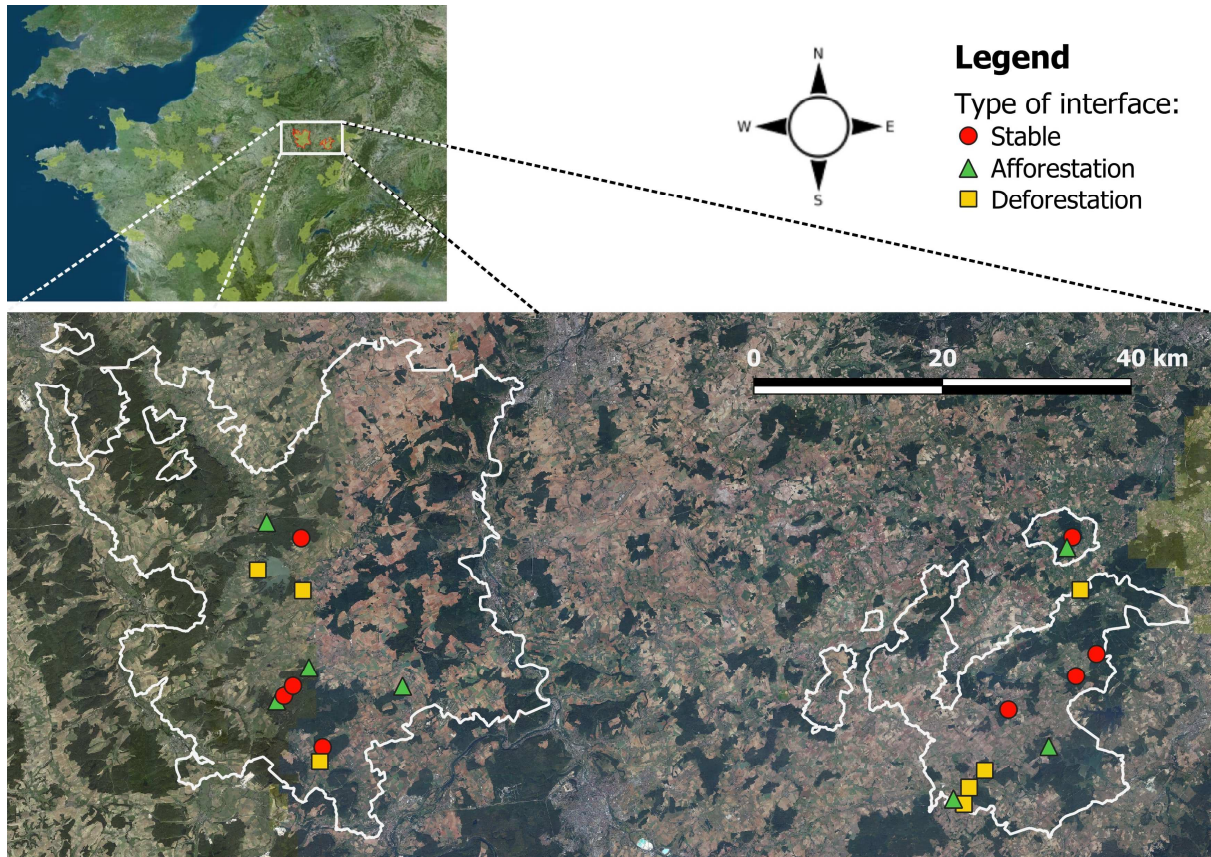 N
W
E
S
Legend
Type of interface:
Stable
Afforestation
Deforestation
0
20
40 km